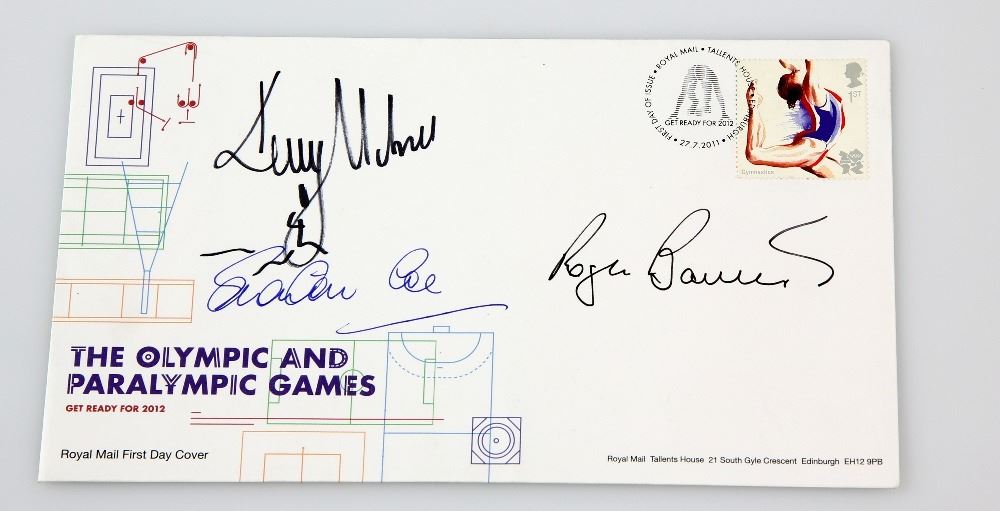 FIRST DAY OF ISSUE • ROYAL MAIL • TALLENTS HOUSE • EDINBURGH
GET READY FOR 2012
• 27.7.2011 •
1ST
Gymnastics
Roger
Coe
THE OLYMPIC AND
PARALYMPIC GAMES
GET READY FOR 2012
Royal Mail First Day Cover
Royal Mail Tallents House 21 South Gyle Crescent Edinburgh EH12 9PB